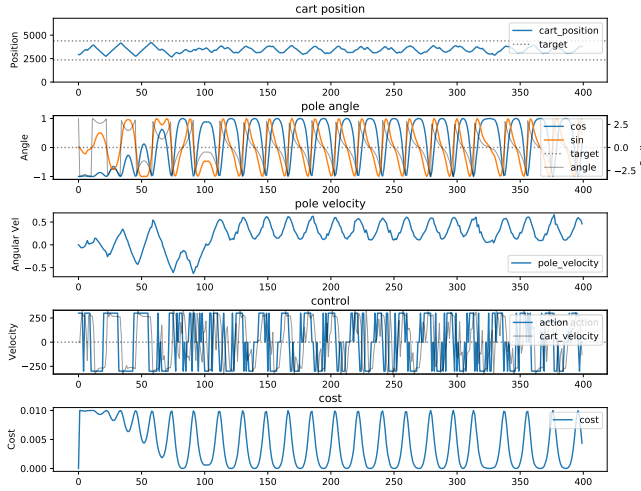 cart position
Position
5000
2500
0
cart_position
target
0 50 100 150 200 250 300 350 400
pole angle
Angle
1
0
−1
cos
sin
target
angle
2.5
0.0
−2.5
0 50 100 150 200 250 300 350 400
pole velocity
Angular Vel
0.5
0.0
−0.5
pole_velocity
0 50 100 150 200 250 300 350 400
control
Velocity
250
0
−250
action action
cart_velocity
0 50 100 150 200 250 300 350 400
cost
Cost
0.010
0.005
0.000
cost
0 50 100 150 200 250 300 350 400